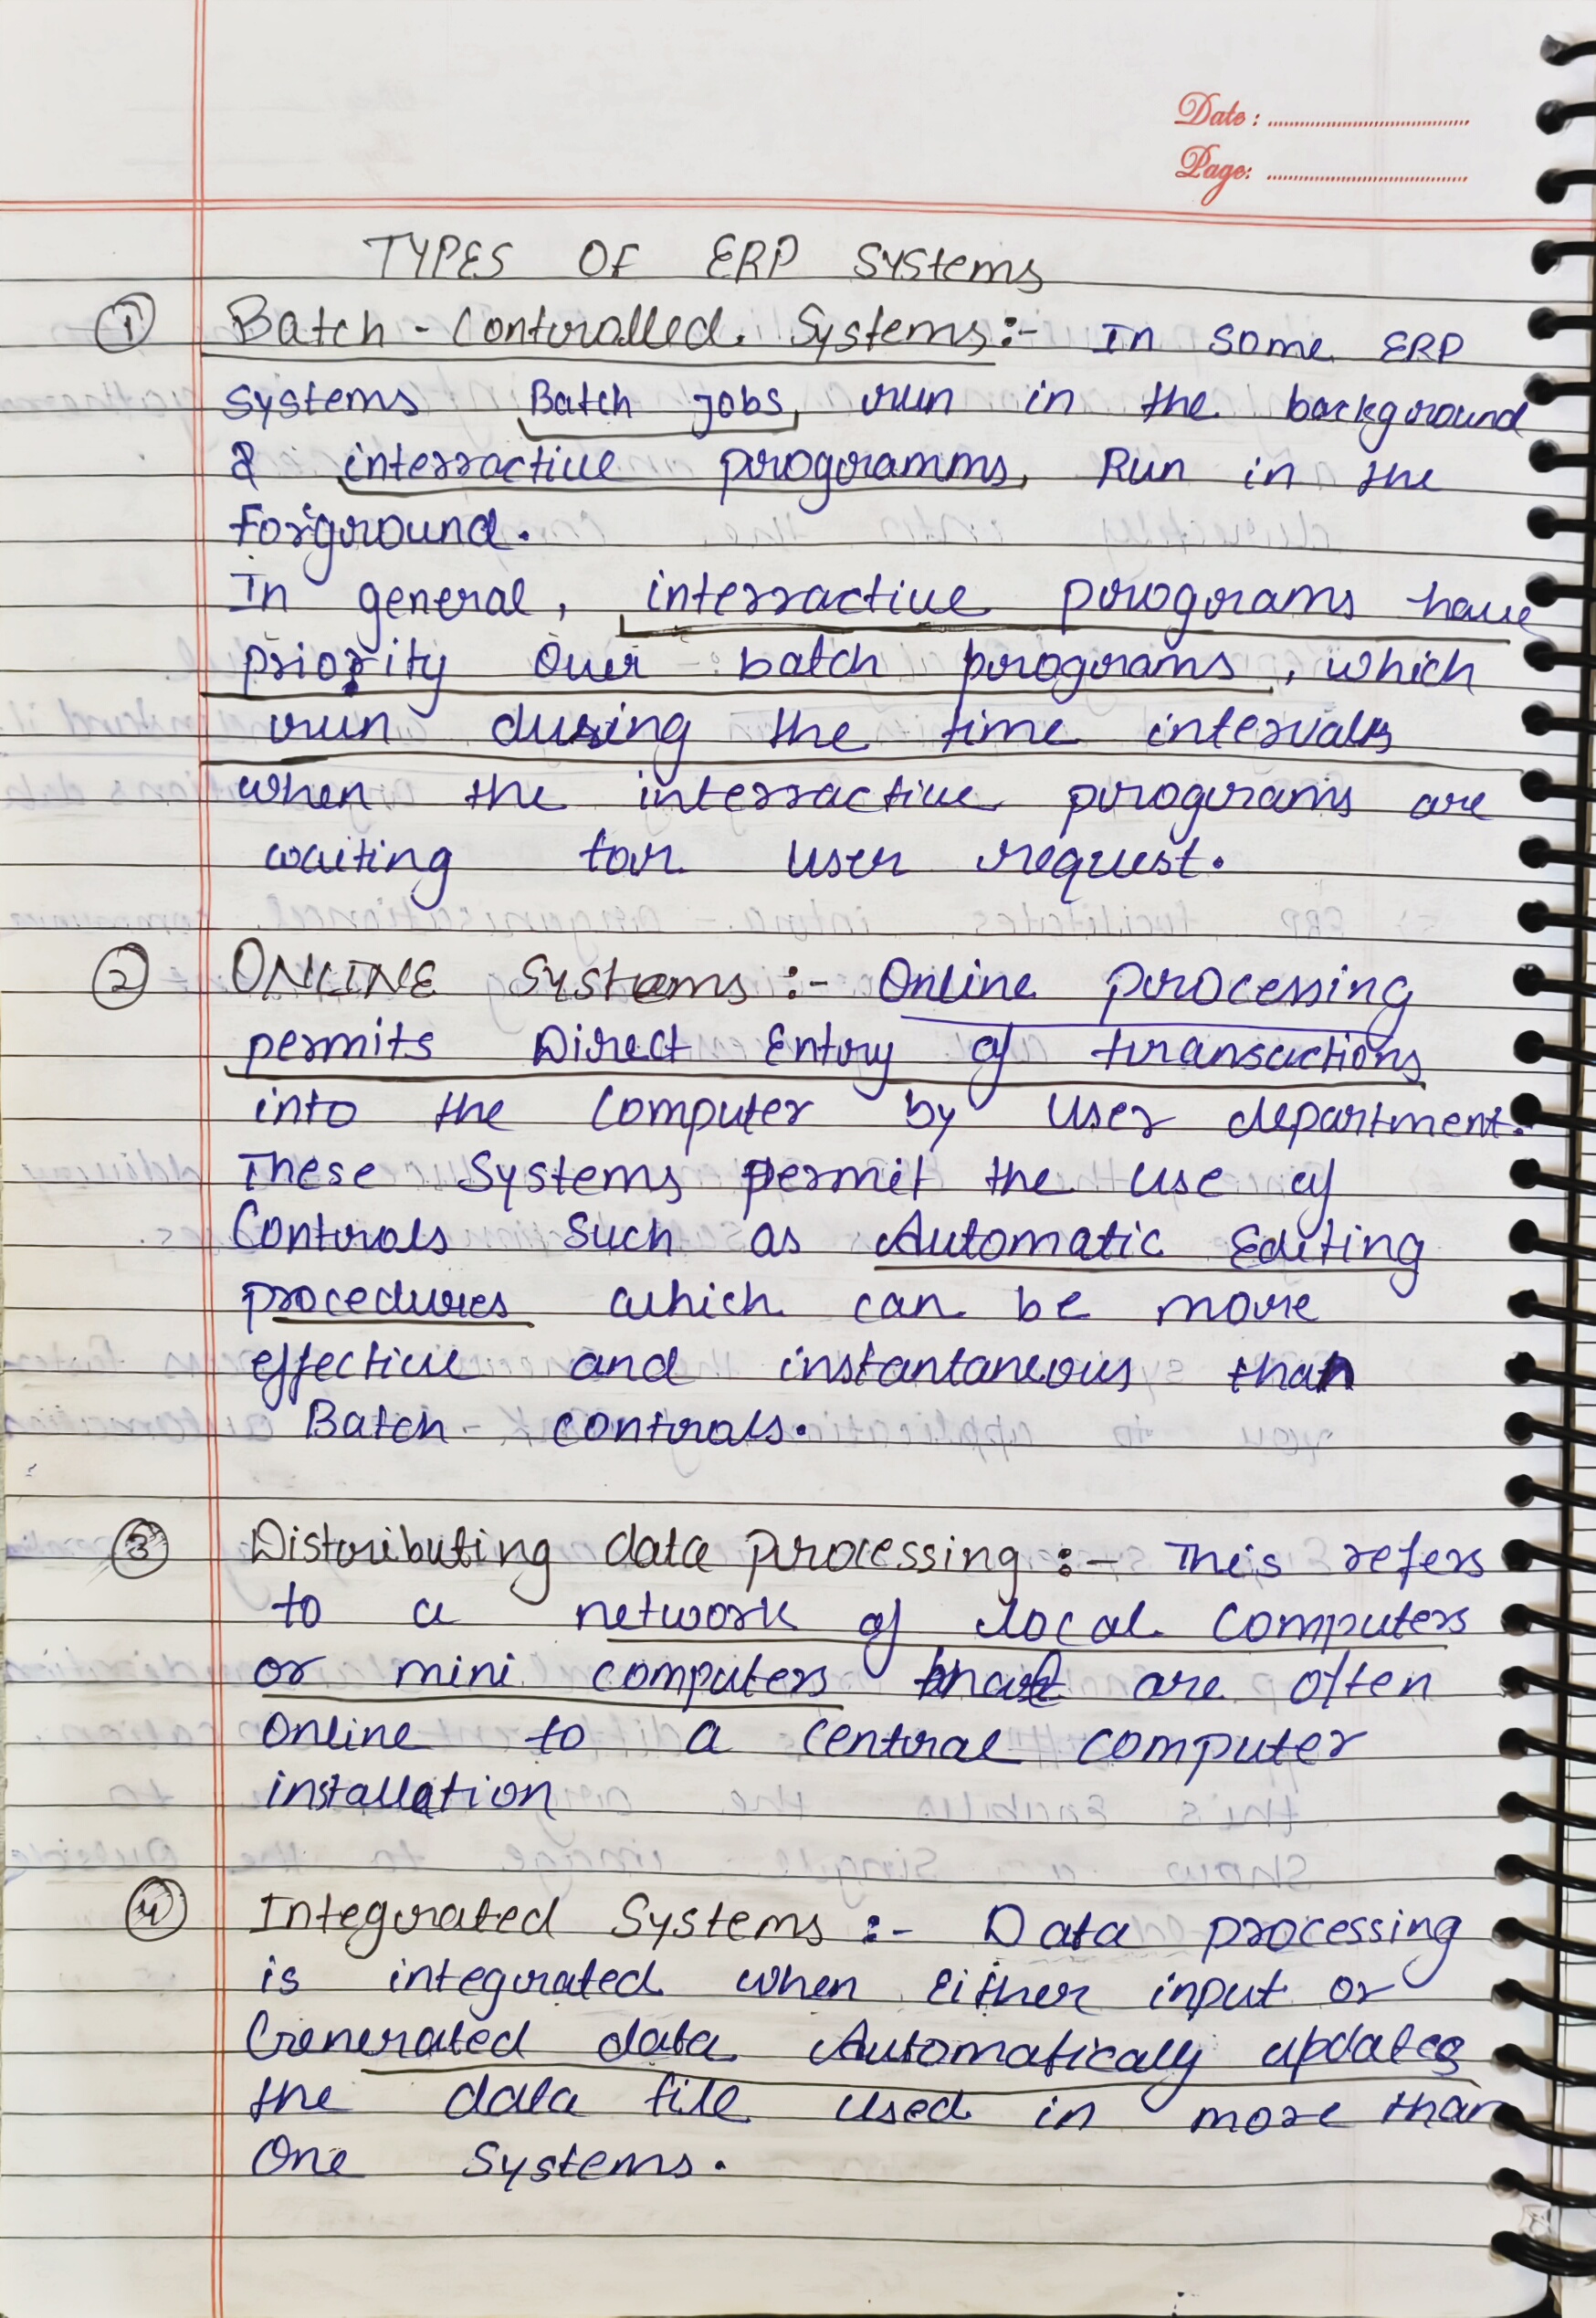 Date :
Page:
TYPES OF ERP Systems
① Batch - Controlled. Systems :- In Some ERP
Systems Batch jobs, run in the background
& interractive programms, Run in the
Forground.
In general, interractive programs have
priority over batch programs, which
run during the time intervals
when the interractive programs are
waiting for user request.
② ONLINE Systems :- Online processing
permits Direct Entry of transactions
into the Computer by User department.
These Systems permit the use of
Controls Such as Automatic Editing
procedures which can be more
effective and instantaneous than
Batch - controls.
③ Distributing data processing :- This refers
to a network of local Computers
or mini computers that are often
online to a Central Computer
installation
④ Integrated Systems :- Data processing
is integrated when Either input or
Generated data Automatically updates
the data file used in more than
One Systems.